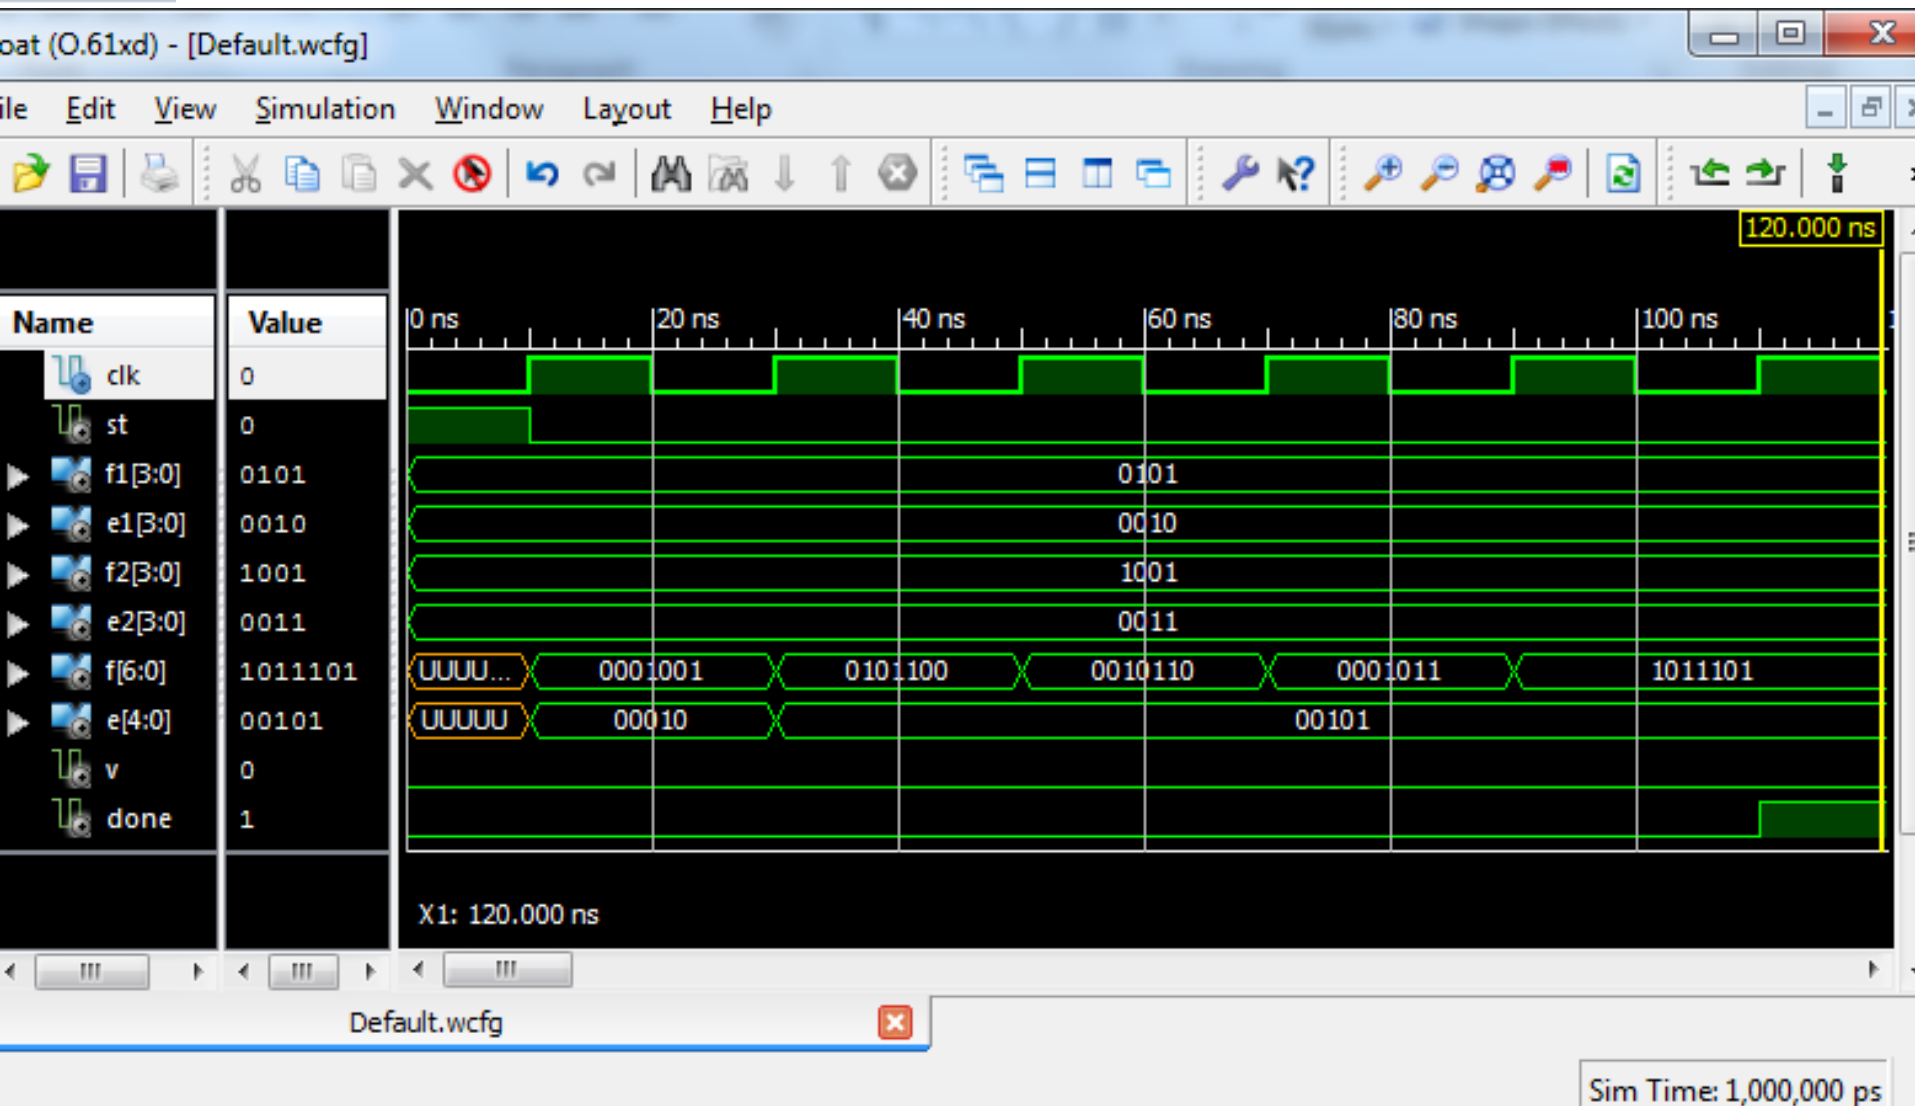 oat (O.61xd) - [Default.wcfg]
ile Edit View Simulation Window Layout Help
120.000 ns
Name Value 0 ns 20 ns 40 ns 60 ns 80 ns 100 ns
clk 0
st 0
f1[3:0] 0101 0101
e1[3:0] 0010 0010
f2[3:0] 1001 1001
e2[3:0] 0011 0011
f[6:0] 1011101 UUUU... 0001001 0101100 0010110 0001011 1011101
e[4:0] 00101 UUUUU 00010 00101
v 0
done 1
X1: 120.000 ns
Default.wcfg
Sim Time: 1,000,000 ps